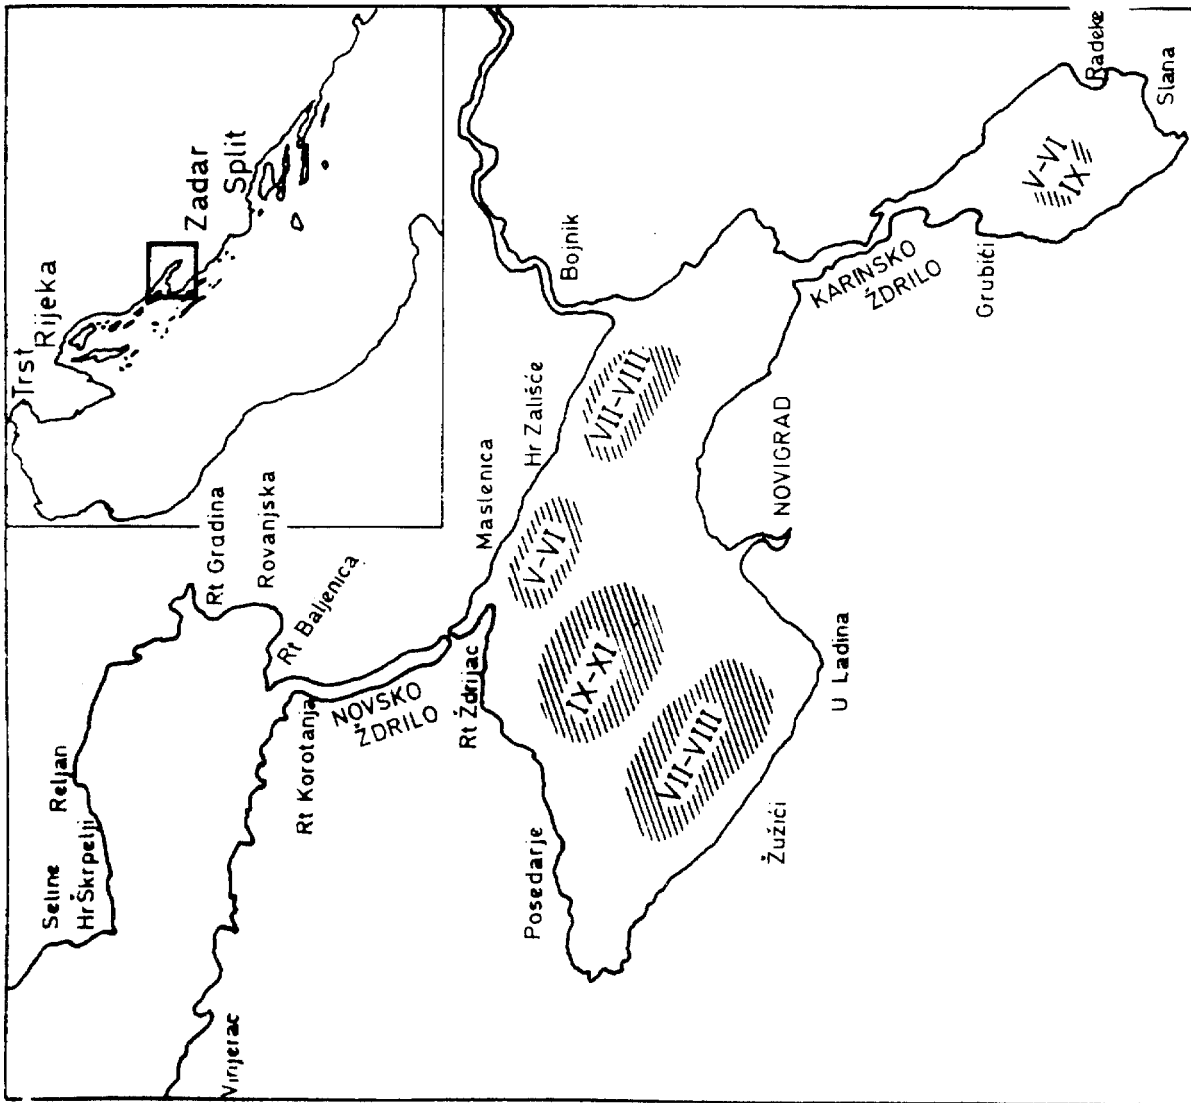 Trst
Rijeka
Zadar
Split
Seline
Hr Škrpelji
Reljan
Rt Gradina
Rovanjska
Rt Baljenica
Vinjerac
Rt Korotanja
NOVSKO
ŽDRILO
Rt Ždrijac
Maslenica
Hr Zališće
Bojnik
Posedarje
V-VI
IX-XI
VII-VIII
VII-VIII
Žužići
U Ladina
NOVIGRAD
KARINSKO
ŽDRILO
Grubići
V-VI
IX
Radeke
Slana